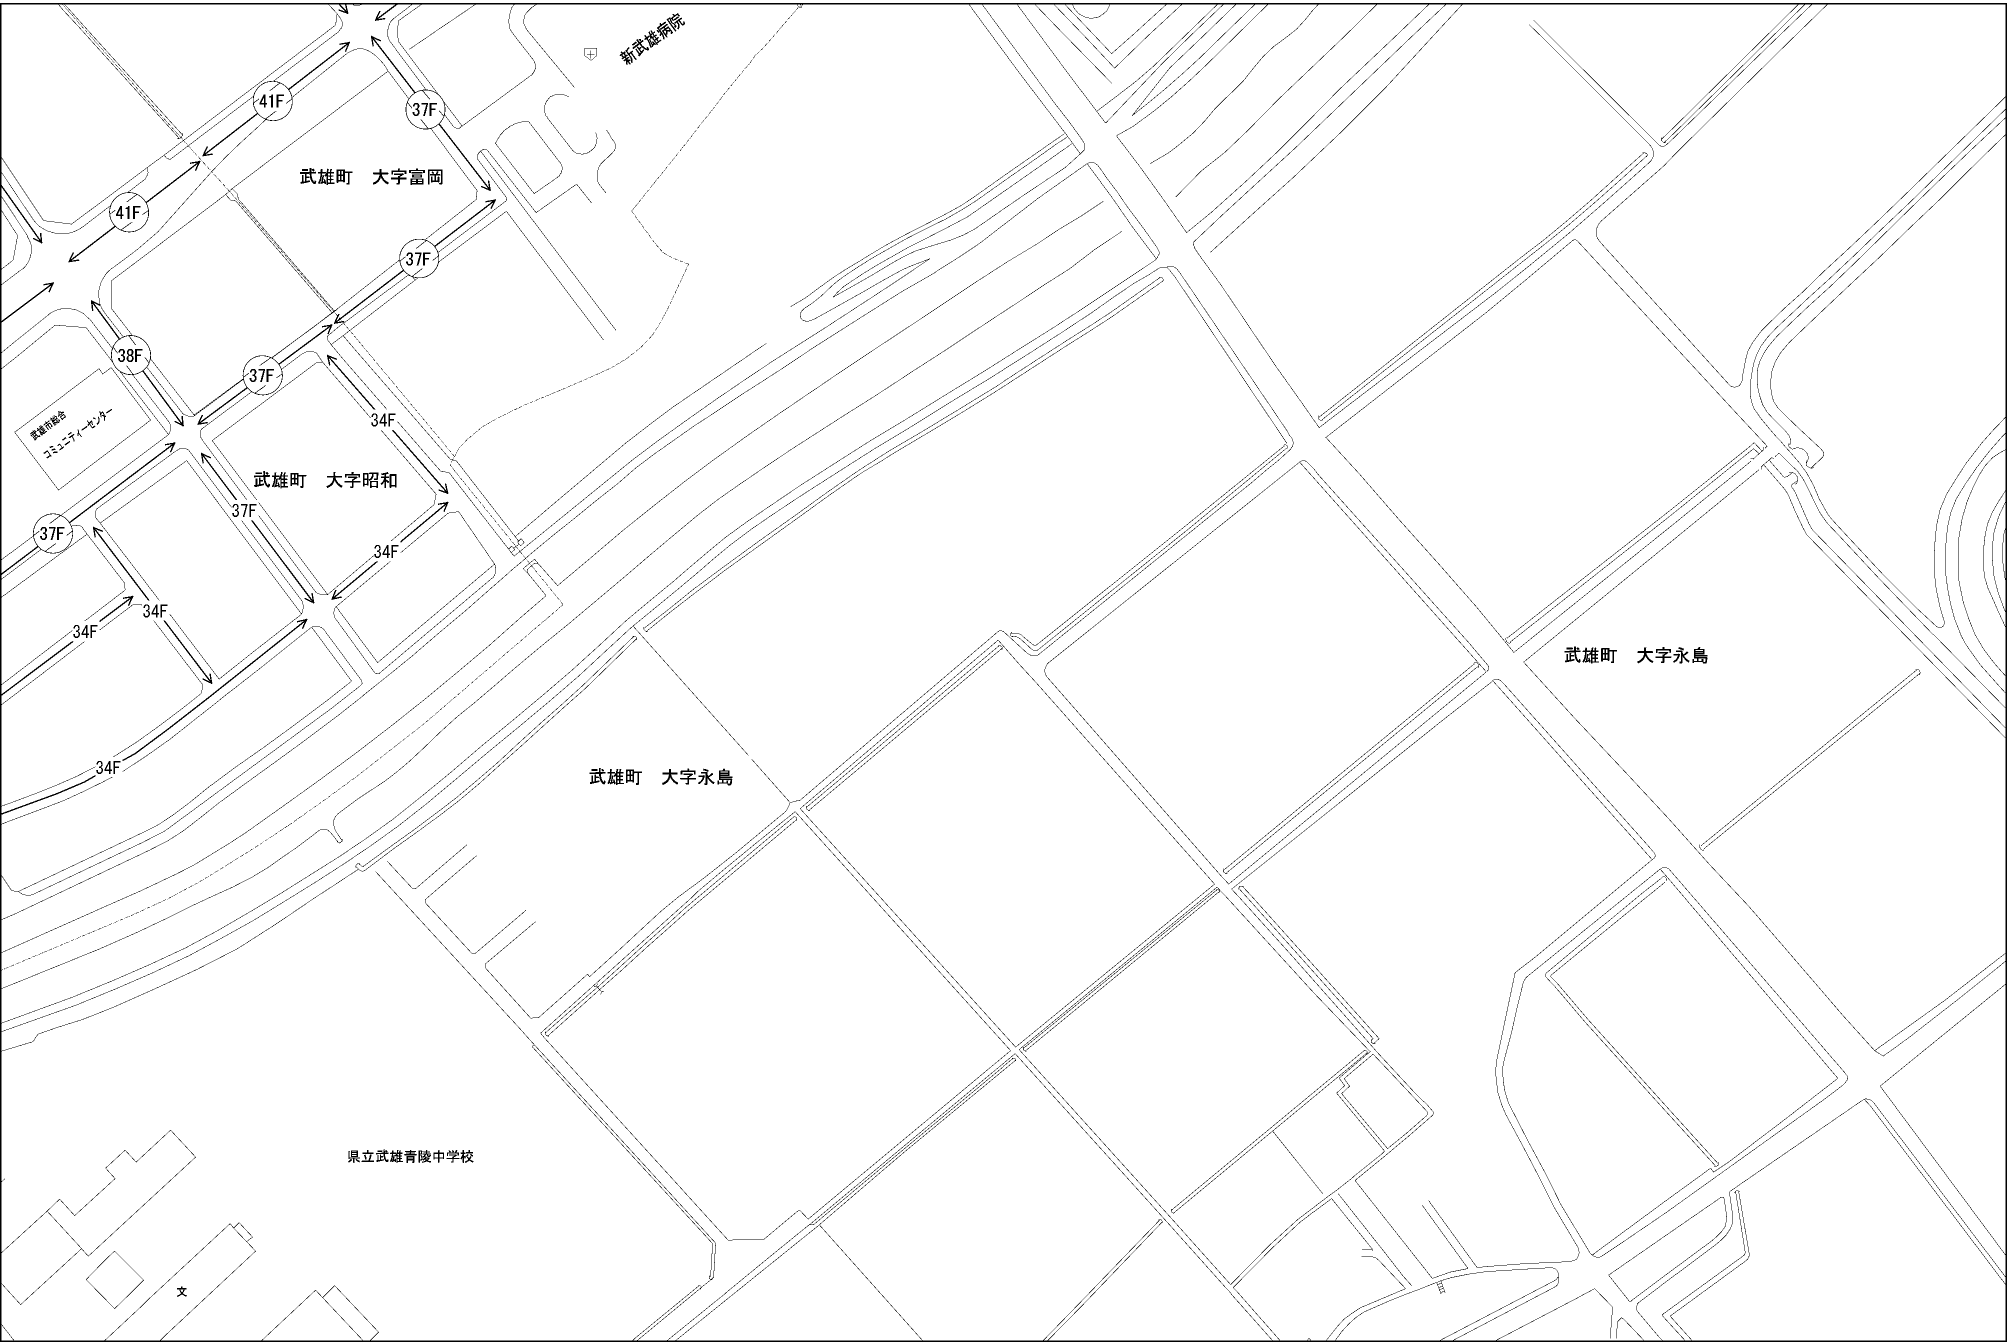 新武雄病院
41F
37F
武雄町　大字富岡
41F
37F
38F
37F
武雄市総合
コミュニティーセンター
34F
武雄町　大字昭和
37F
37F
34F
34F
34F
武雄町　大字永島
34F
武雄町　大字永島
県立武雄青陵中学校
文